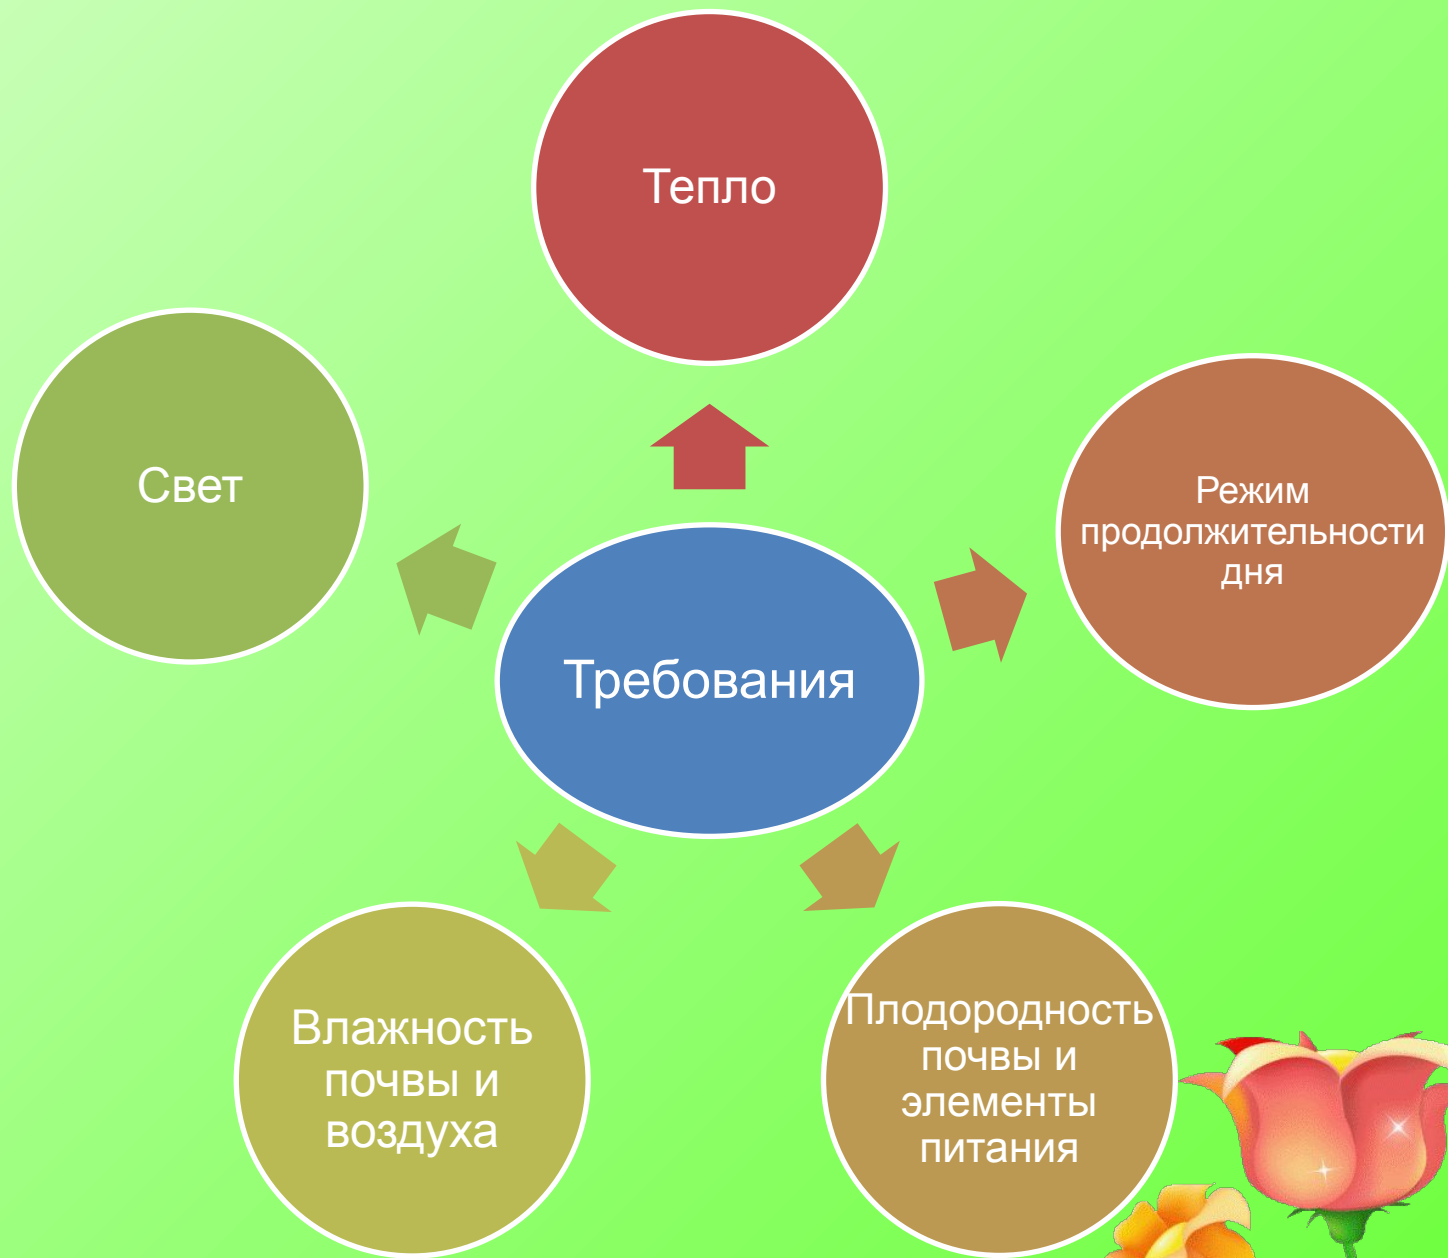 Тепло
Свет
Режим
продолжительности
дня
Требования
Влажность
почвы и
воздуха
Плодородность
почвы и
элементы
питания